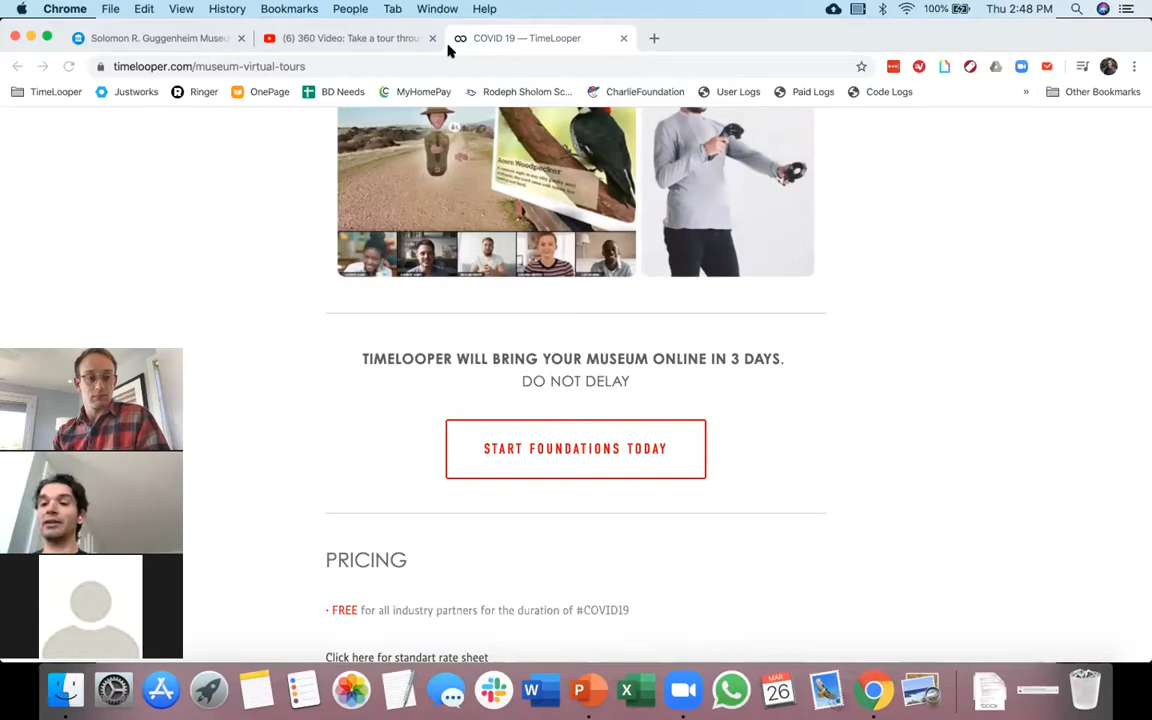 Chrome File Edit View History Bookmarks People Tab Window Help 100% Thu 2:48 PM
Solomon R. Guggenheim Museu (6) 360 Video: Take a tour throu COVID 19 — TimeLooper
timelooper.com/museum-virtual-tours
TimeLooper Justworks Ringer OnePage BD Needs MyHomePay Rodeph Sholom Sc... CharlieFoundation User Logs Paid Logs Code Logs » Other Bookmarks
Acorn Woodpecker
TIMELOOPER WILL BRING YOUR MUSEUM ONLINE IN 3 DAYS.
DO NOT DELAY
START FOUNDATIONS TODAY
PRICING
· FREE for all industry partners for the duration of #COVID19
Click here for standart rate sheet
MAR
26
DOCX